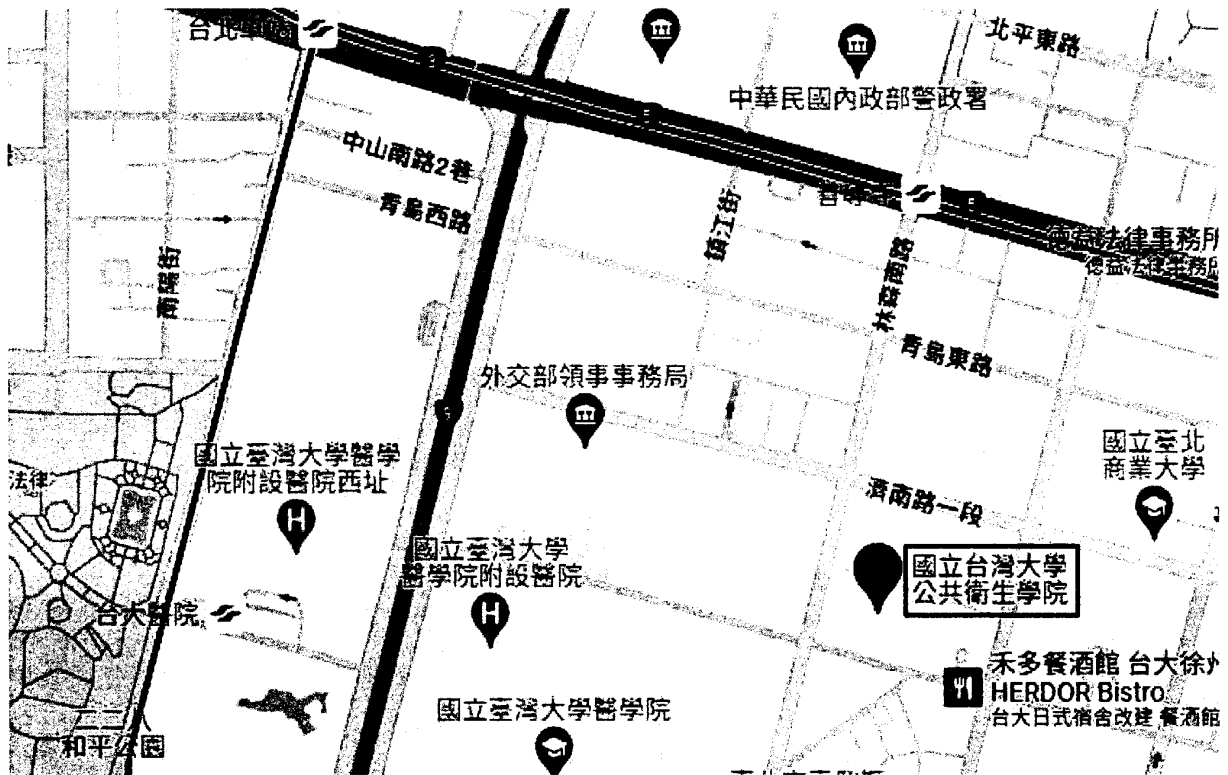 台北車站
北平東路
中華民國內政部警政署
中山南路2巷
青島西路
鎮江街
善導寺
南陽街
林森南路
德益法律事務所
德益法律事務所
青島東路
外交部領事事務局
國立臺灣大學醫學
院附設醫院西址
國立臺北
商業大學
法律
濟南路一段
國立臺灣大學
醫學院附設醫院
國立台灣大學
公共衛生學院
台大醫院
禾多餐酒館 台大徐州
HERDOR Bistro
台大日式宿舍改建 餐酒館
國立臺灣大學醫學院
二二八
和平公園